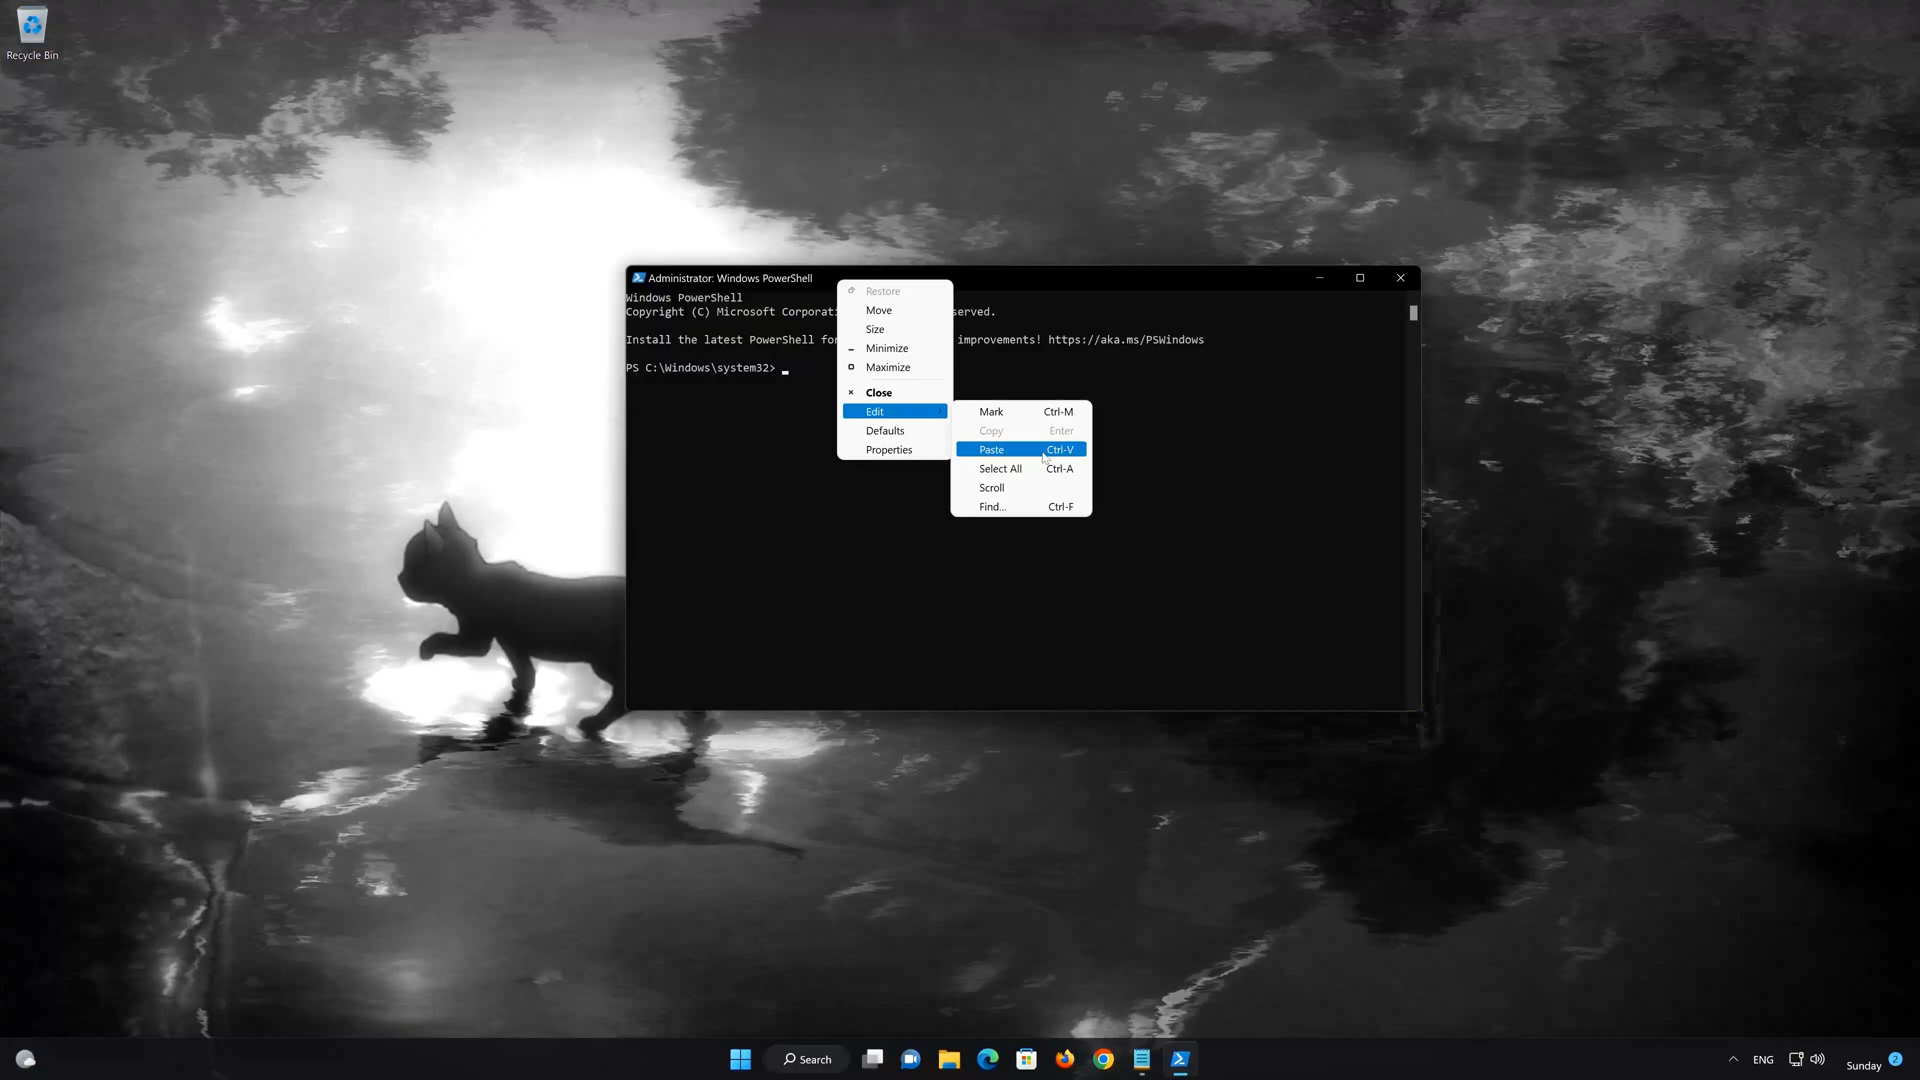 Recycle Bin
Administrator: Windows PowerShell
Windows PowerShell
Copyright (C) Microsoft Corporati served.
Install the latest PowerShell for improvements! https://aka.ms/PSWindows
PS C:\Windows\system32>
Restore
Move
Size
Minimize
Maximize
Close
Edit
Defaults
Properties
Mark Ctrl-M
Copy Enter
Paste Ctrl-V
Select All Ctrl-A
Scroll
Find... Ctrl-F
Search
ENG
Sunday 2